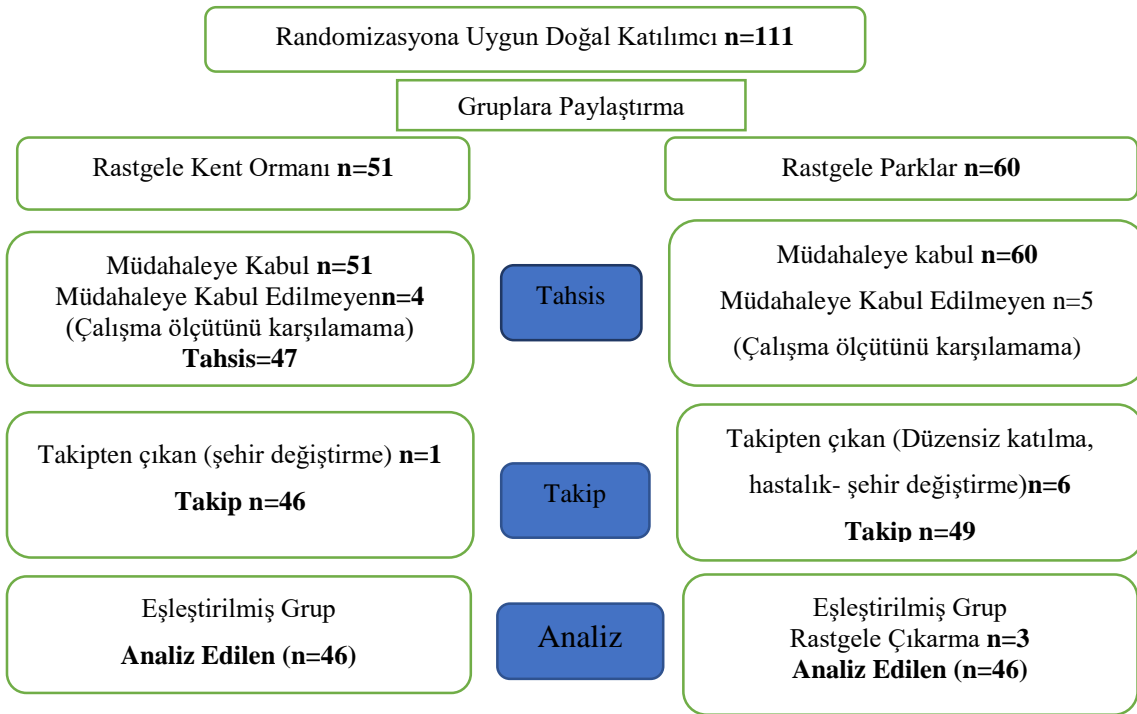 Randomizasyona Uygun Doğal Katılımcı n=111
Gruplara Paylaştırma
Rastgele Kent Ormanı n=51
Rastgele Parklar n=60
Müdahaleye Kabul n=51
Müdahaleye Kabul Edilmeyenn=4
(Çalışma ölçütünü karşılamama)
Tahsis=47
Tahsis
Müdahaleye kabul n=60
Müdahaleye Kabul Edilmeyen n=5
(Çalışma ölçütünü karşılamama)
Takipten çıkan (şehir değiştirme) n=1
Takip n=46
Takip
Takipten çıkan (Düzensiz katılma,
hastalık- şehir değiştirme)n=6
Takip n=49
Eşleştirilmiş Grup
Analiz Edilen (n=46)
Analiz
Eşleştirilmiş Grup
Rastgele Çıkarma n=3
Analiz Edilen (n=46)